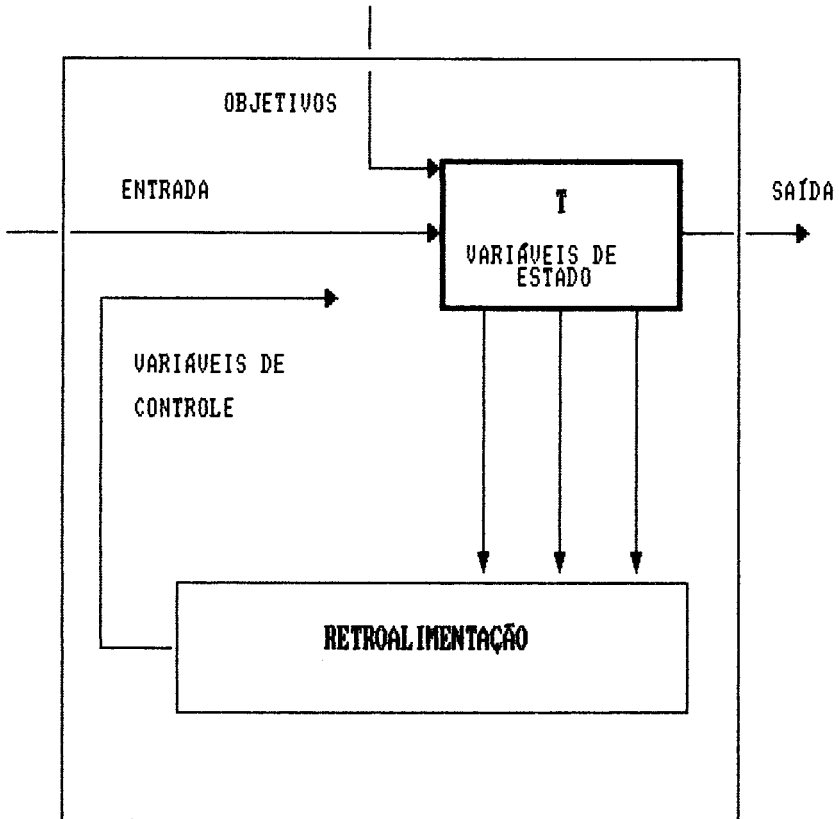 OBJETIVOS
ENTRADA
T
SAÍDA
VARIÁVEIS DE
ESTADO
VARIÁVEIS DE
CONTROLE
RETROALIMENTAÇÃO